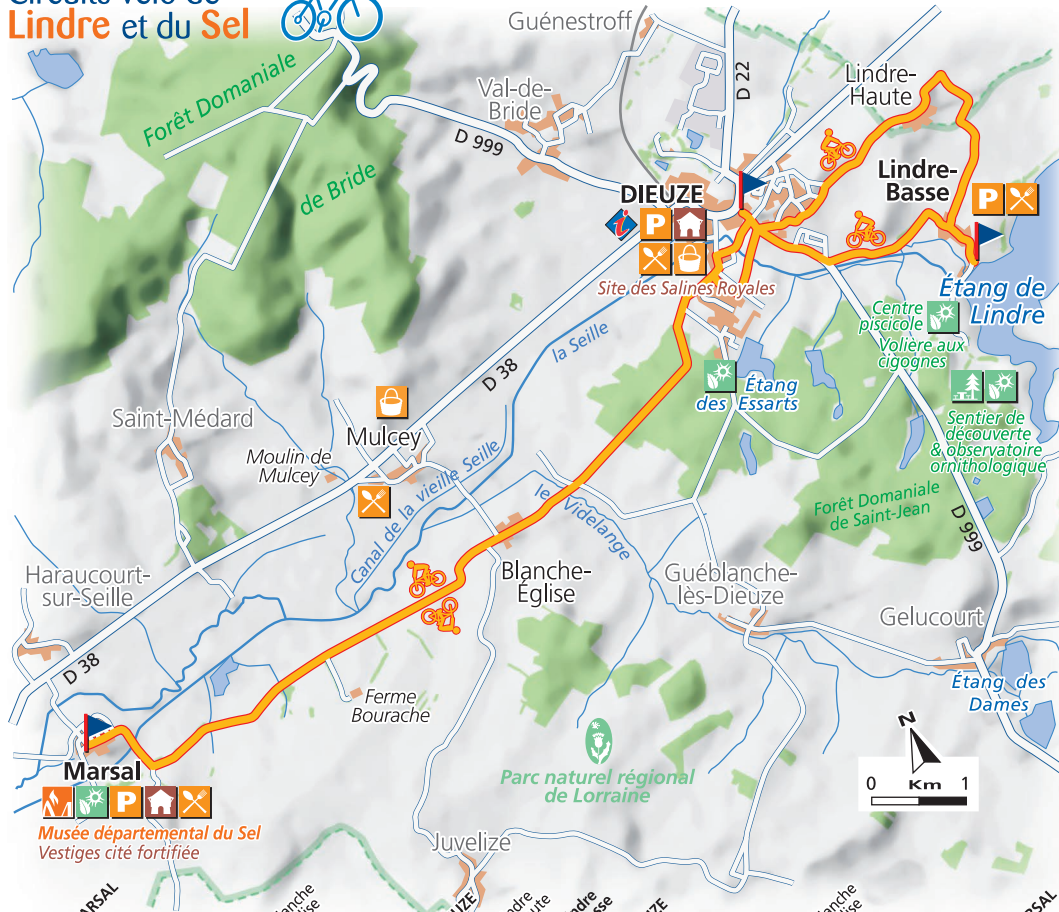 Circuits vélo de
Lindre et du Sel
Guénestroff
Forêt Domaniale
de Bride
Val-de-
Bride
D 999
D 22
Lindre-
Haute
Lindre-
Basse
P
DIEUZE
i
P
Site des Salines Royales
Étang de
Lindre
Centre
piscicole
Volière aux
cigognes
la Seille
D 38
Étang
des Essarts
Sentier de
découverte
& observatoire
ornithologique
Saint-Médard
Mulcey
Moulin de
Mulcey
Canal de la vieille Seille
le Videlange
Forêt Domaniale
de Saint-Jean
D 999
Haraucourt-
sur-Seille
Blanche-
Église
Guéblanche-
lès-Dieuze
Gelucourt
D 38
Ferme
Bourache
Étang des
Dames
Marsal
P
Musée départemental du Sel
Vestiges cité fortifiée
Parc naturel régional
de Lorraine
N
0 Km 1
Juvelize